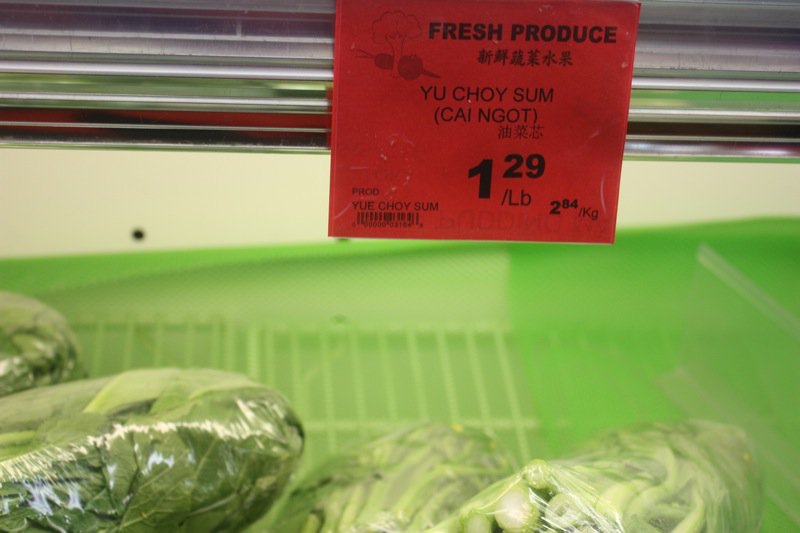 FRESH PRODUCE
新鮮蔬菜水果
YU CHOY SUM
(CAI NGOT)
油菜芯
1 29 /Lb
2 84 /Kg
PROD
YUE CHOY SUM